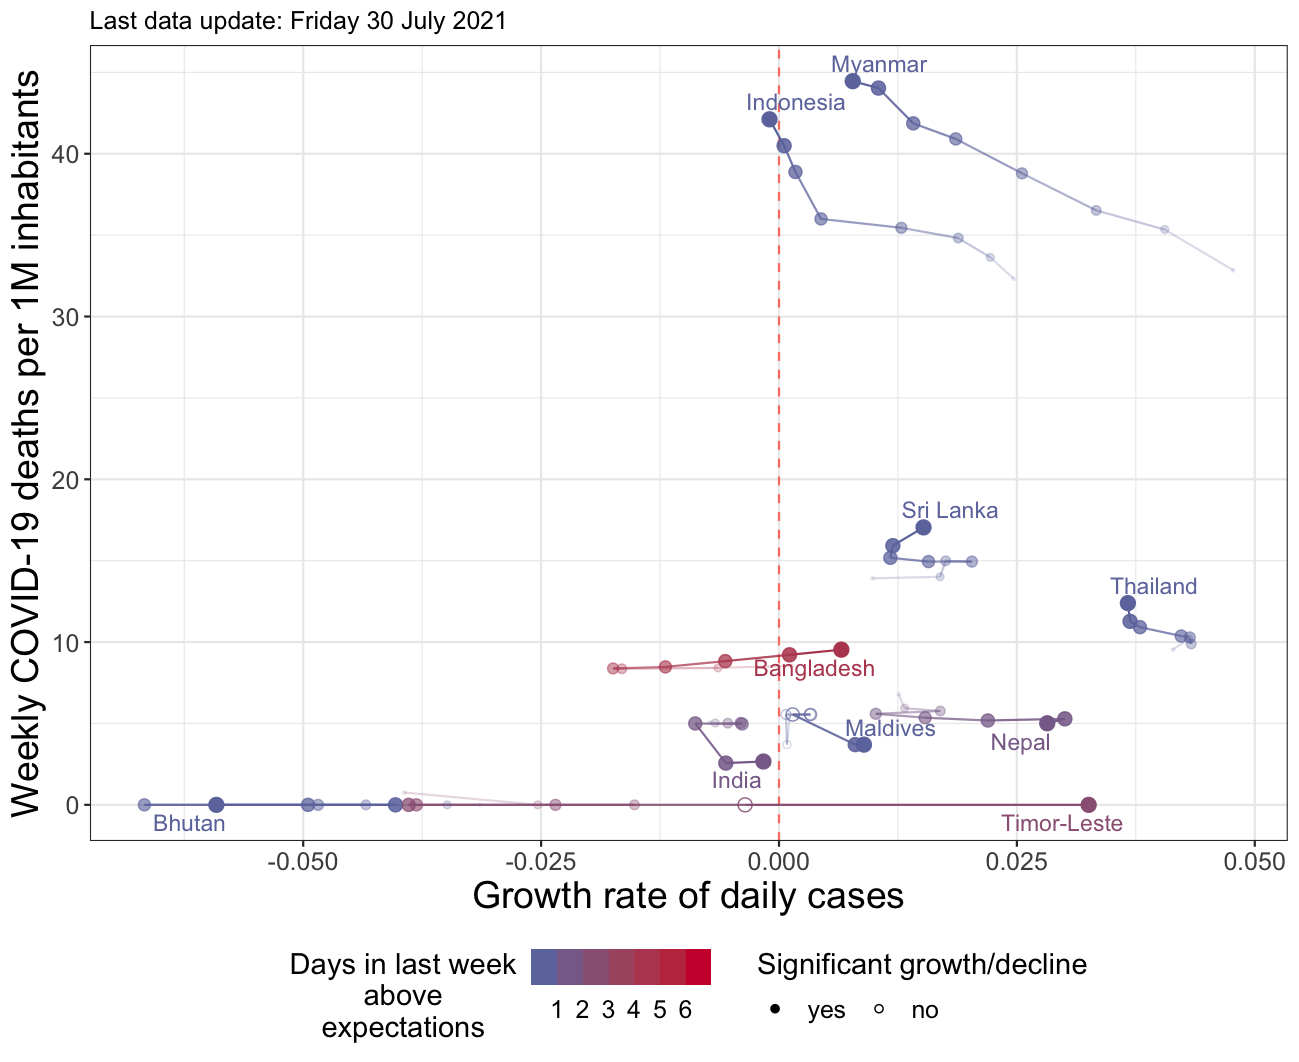 Last data update: Friday 30 July 2021
Weekly COVID-19 deaths per 1M inhabitants
40
30
20
10
0
Myanmar
Indonesia
Sri Lanka
Thailand
Bangladesh
Maldives
Nepal
India
Bhutan
Timor-Leste
-0.050
-0.025
0.000
0.025
0.050
Growth rate of daily cases
Days in last week
above
expectations
1 2 3 4 5 6
Significant growth/decline
yes
no